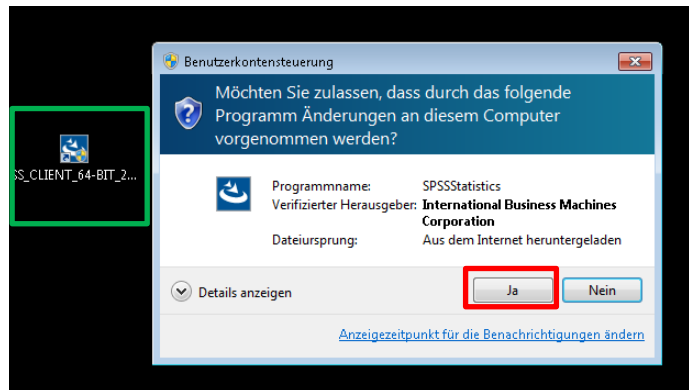 Benutzerkontensteuerung
Möchten Sie zulassen, dass durch das folgende
Programm Änderungen an diesem Computer
vorgenommen werden?
SS_CLIENT_64-BIT_2...
Programmname: SPSSStatistics
Verifizierter Herausgeber: International Business Machines
Corporation
Dateiursprung: Aus dem Internet heruntergeladen
Details anzeigen
Ja
Nein
Anzeigezeitpunkt für die Benachrichtigungen ändern